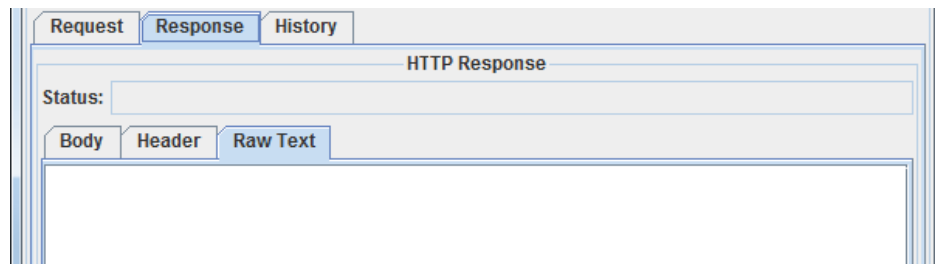 Request Response History
HTTP Response
Status:
Body Header Raw Text